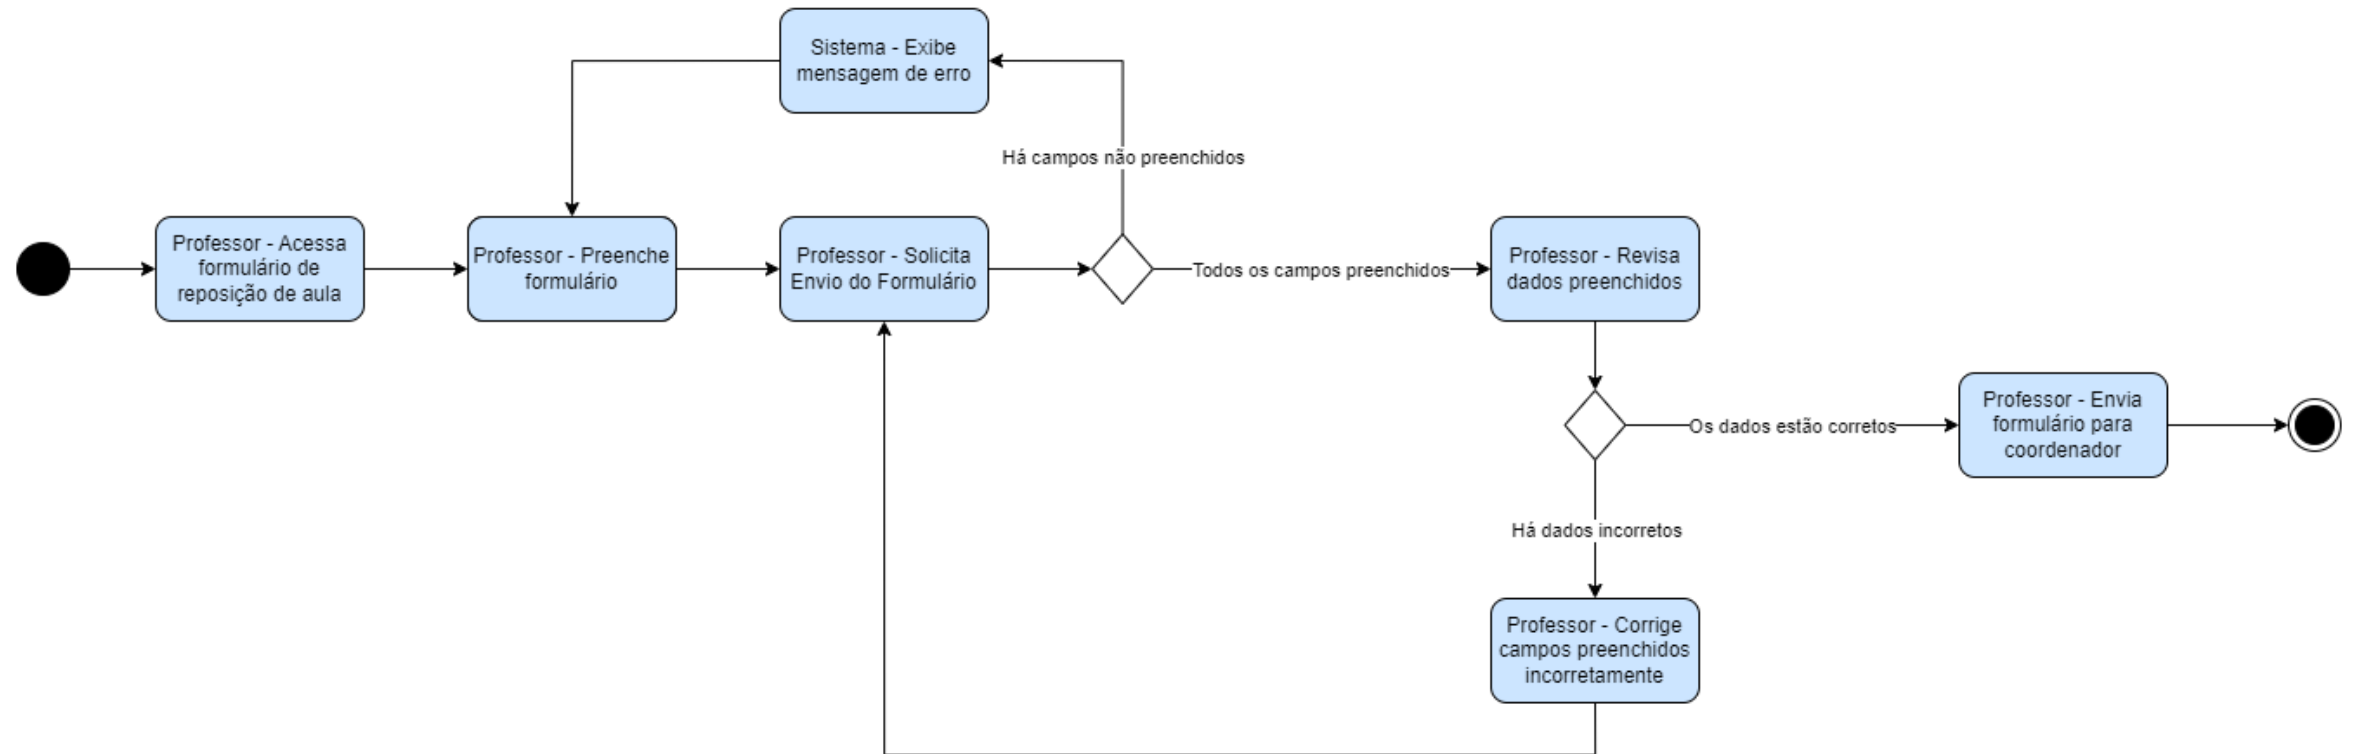 Sistema - Exibe
mensagem de erro
Há campos não preenchidos
Professor - Acessa
formulário de
reposição de aula
Professor - Preenche
formulário
Professor - Solicita
Envio do Formulário
Todos os campos preenchidos
Professor - Revisa
dados preenchidos
Os dados estão corretos
Professor - Envia
formulário para
coordenador
Há dados incorretos
Professor - Corrige
campos preenchidos
incorretamente